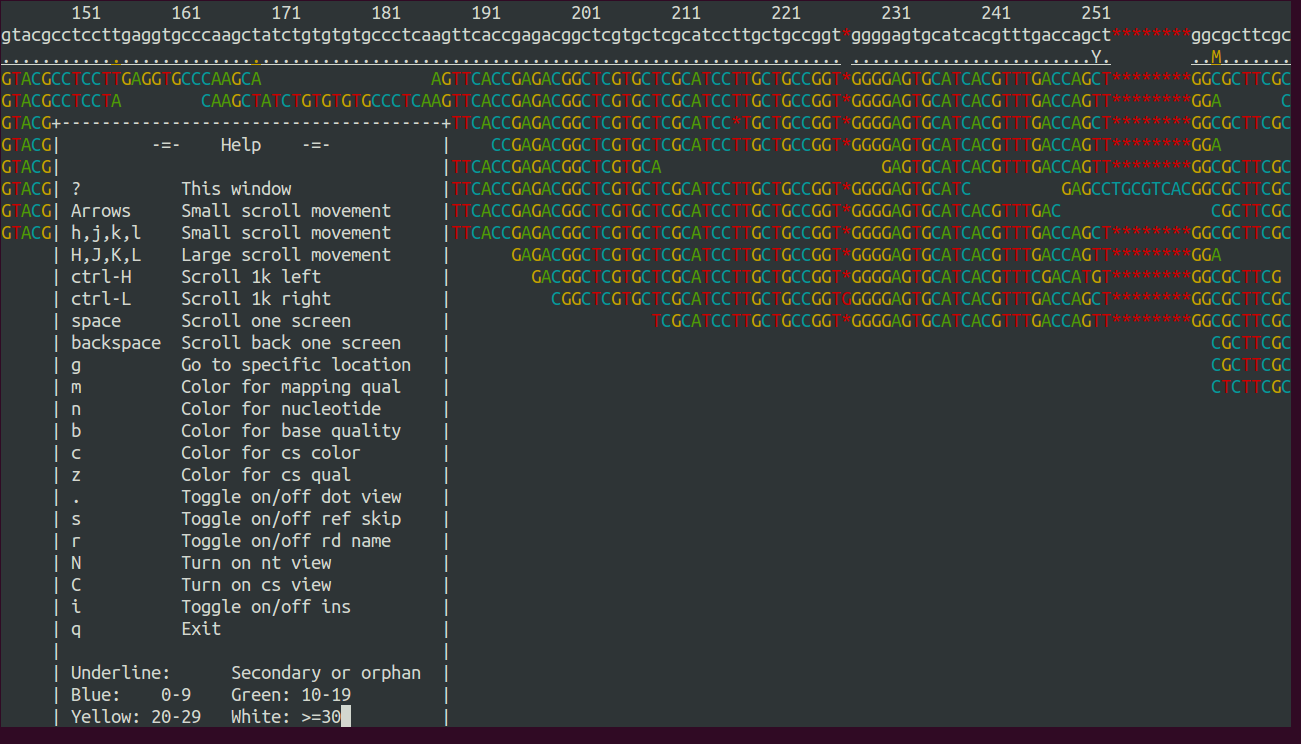 151       161       171       181       191       201       211       221       231       241       251
gtacgcctccttgaggtgcccaagctatctgtgtgtgccctcaagttcaccgagacggctcgtgctcgcatccttgctgccggt*ggggagtgcatcacgtttgaccagct********ggcgcttcgc
.................................................................................... ........................Y.        ..M.......
GTACGCCTCCTTGAGGTGCCCAAGCA                 AGTTCACCGAGACGGCTCGTGCTCGCATCCTTGCTGCCGGT*GGGGAGTGCATCACGTTTGACCAGCT********GGCGCTTCGC
GTACGCCTCCTA        CAAGCTATCTGTGTGTGCCCTCAAGTTCACCGAGACGGCTCGTGCTCGCATCCTTGCTGCCGGT*GGGGAGTGCATCACGTTTGACCAGTT********GGA      C
GTACG+--------------------------------------+TTCACCGAGACGGCTCGTGCTCGCATCC*TGCTGCCGGT*GGGGAGTGCATCACGTTTGACCAGCT********GGCGCTTCGC
GTACG|         -=-    Help    -=-           |    CCGAGACGGCTCGTGCTCGCATCCTTGCTGCCGGT*GGGGAGTGCATCACGTTTGACCAGTT********GGA
GTACG|                                      |TTCACCGAGACGGCTCGTGCA                      GAGTGCATCACGTTTGACCAGTT********GGCGCTTCGC
GTACG| ?          This window               |TTCACCGAGACGGCTCGTGCTCGCATCCTTGCTGCCGGT*GGGGAGTGCATC         GAGCCTGCGTCACGGCGCTTCGC
GTACG| Arrows     Small scroll movement     |TTCACCGAGACGGCTCGTGCTCGCATCCTTGCTGCCGGT*GGGGAGTGCATCACGTTTGAC               CGCTTCGC
GTACG| h,j,k,l    Small scroll movement     |TTCACCGAGACGGCTCGTGCTCGCATCCTTGCTGCCGGT*GGGGAGTGCATCACGTTTGACCAGCT********GGCGCTTCGC
| H,J,K,L    Large scroll movement     |      GAGACGGCTCGTGCTCGCATCCTTGCTGCCGGT*GGGGAGTGCATCACGTTTGACCAGTT********GGA
| ctrl-H     Scroll 1k left            |        GACGGCTCGTGCTCGCATCCTTGCTGCCGGT*GGGGAGTGCATCACGTTTCGACATGT********GGCGCTTCG
| ctrl-L     Scroll 1k right           |          CGGCTCGTGCTCGCATCCTTGCTGCCGGTGGGGGAGTGCATCACGTTTGACCAGCT********GGCGCTTCGC
| space      Scroll one screen         |                    TCGCATCCTTGCTGCCGGT*GGGGAGTGCATCACGTTTGACCAGTT********GGCGCTTCGC
| backspace  Scroll back one screen    |                                                                            CGCTTCGC
| g          Go to specific location   |                                                                            CGCTTCGC
| m          Color for mapping qual    |                                                                            CTCTTCGC
| n          Color for nucleotide      |
| b          Color for base quality    |
| c          Color for cs color        |
| z          Color for cs qual         |
| .          Toggle on/off dot view    |
| s          Toggle on/off ref skip    |
| r          Toggle on/off rd name     |
| N          Turn on nt view           |
| C          Turn on cs view           |
| i          Toggle on/off ins         |
| q          Exit                      |
|                                      |
| Underline:      Secondary or orphan  |
| Blue:    0-9    Green: 10-19         |
| Yellow: 20-29   White: >=30          |